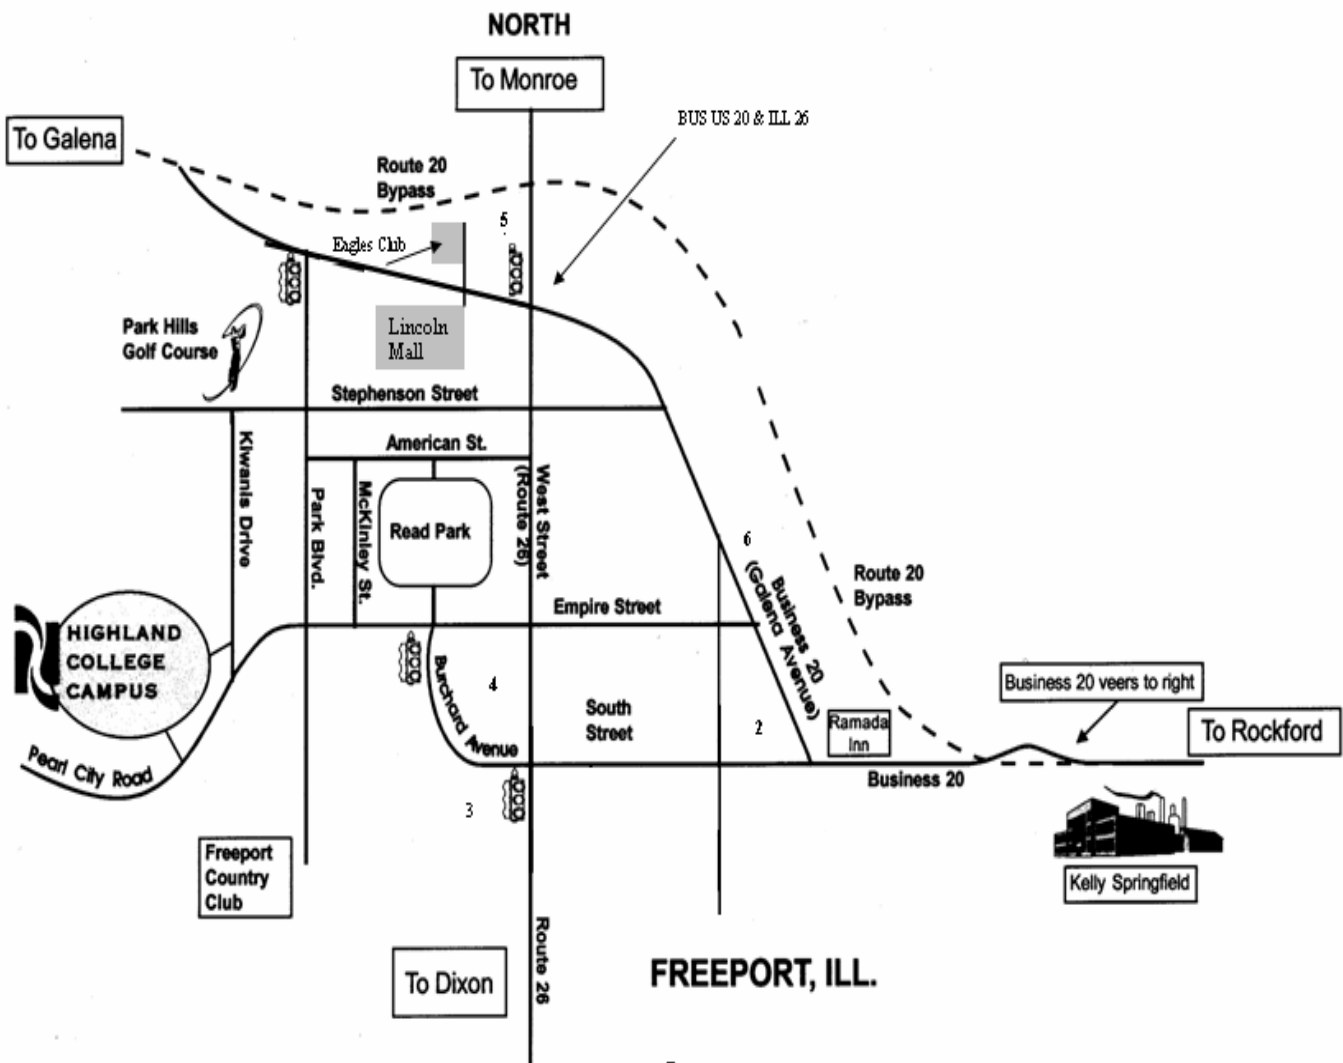 NORTH
To Monroe
BUS US 20 & ILL 26
To Galena
Route 20
Bypass
5
Eagles Club
Park Hills
Golf Course
Lincoln
Mall
Stephenson Street
American St.
Kiwanis Drive
Park Blvd.
McKinley St.
Read Park
West Street
(Route 26)
6
Business 20
(Galena Avenue)
Route 20
Bypass
Empire Street
HIGHLAND
COLLEGE
CAMPUS
Burchard Avenue
4
South
Street
2
Ramada
Inn
Business 20 veers to right
To Rockford
Pearl City Road
Business 20
3
Freeport
Country
Club
Kelly Springfield
Route 26
To Dixon
FREEPORT, ILL.